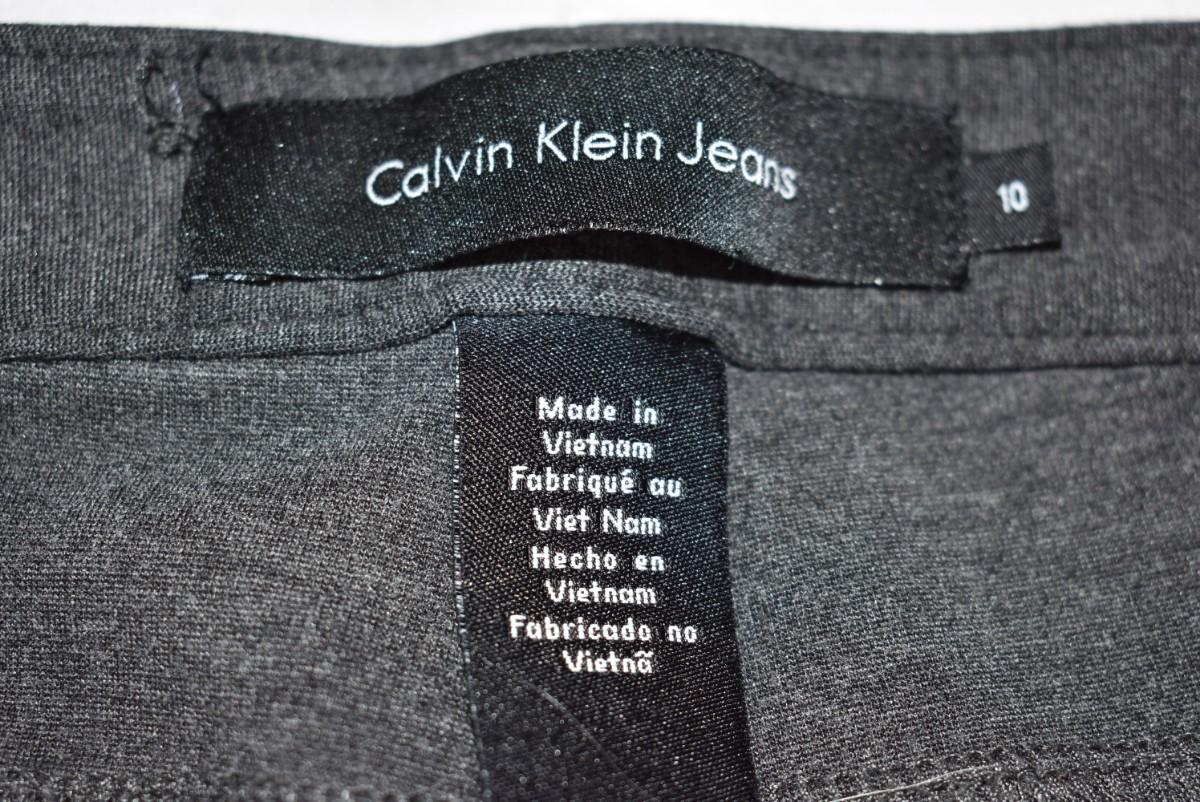 Calvin Klein Jeans
10
Made in
Vietnam
Fabriqué au
Viet Nam
Hecho en
Vietnam
Fabricado no
Vietnã